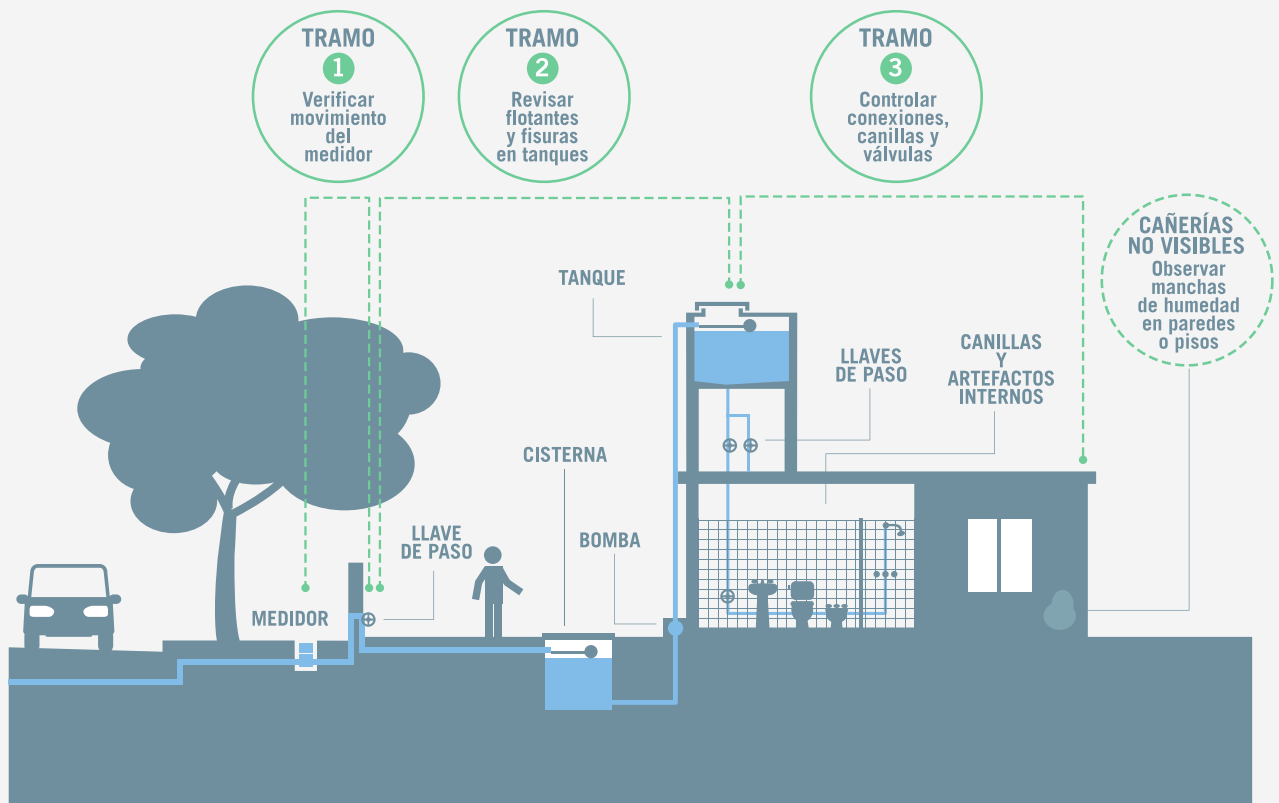 TRAMO
1
Verificar
movimiento
del
medidor
TRAMO
2
Revisar
flotantes
y fisuras
en tanques
TRAMO
3
Controlar
conexiones,
canillas y
válvulas
CAÑERÍAS
NO VISIBLES
Observar
manchas
de humedad
en paredes
o pisos
TANQUE
LLAVES
DE PASO
CANILLAS
Y
ARTEFACTOS
INTERNOS
CISTERNA
LLAVE
DE PASO
BOMBA
MEDIDOR